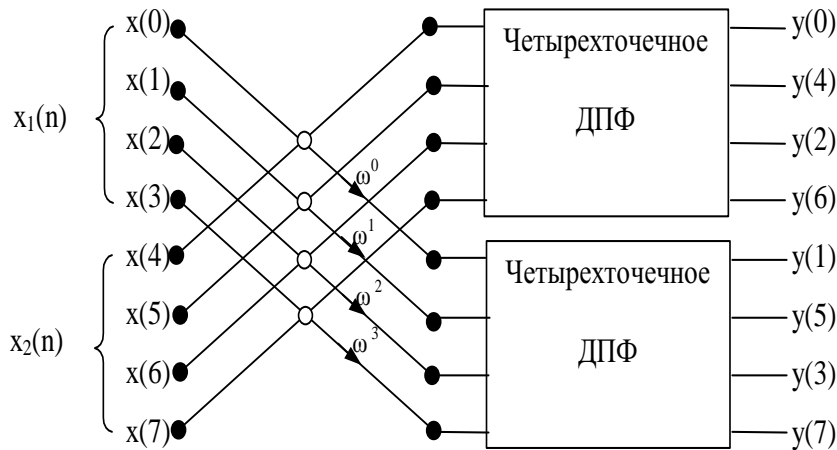 x(0)
x(1)
x(2)
x(3)
x(4)
x(5)
x(6)
x(7)
x₁(n)
x₂(n)
ω⁰
ω¹
ω²
ω³
Четырехточечное
ДПФ
Четырехточечное
ДПФ
y(0)
y(4)
y(2)
y(6)
y(1)
y(5)
y(3)
y(7)